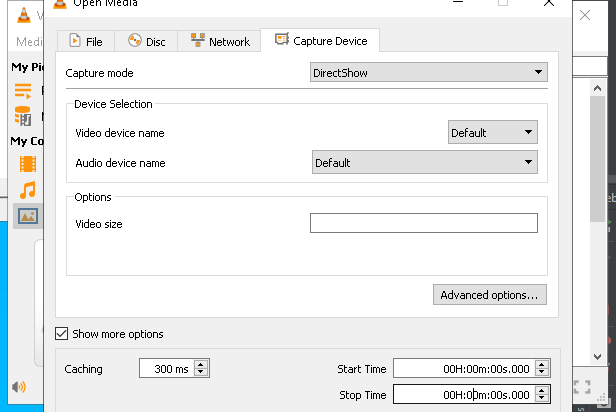 Open Media
V
Medi
File
Disc
Network
Capture Device
My Pi
My Co
Capture mode
DirectShow
Device Selection
Video device name
Default
Audio device name
Default
Options
Video size
Advanced options...
Show more options
Caching
300 ms
Start Time
00H:00m:00s.000
Stop Time
00H:00m:00s.000